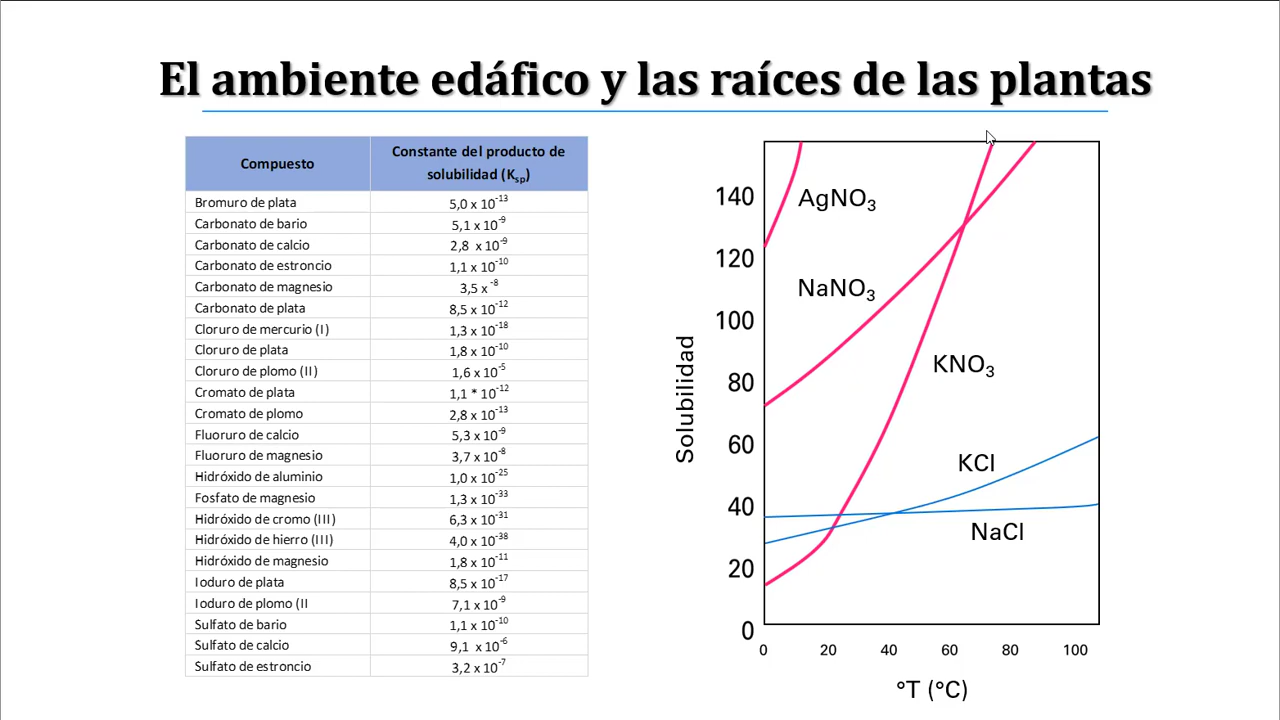 El ambiente edáfico y las raíces de las plantas
Compuesto Constante del producto de solubilidad (Ksp)
Bromuro de plata 5,0 x 10⁻¹³
Carbonato de bario 5,1 x 10⁻⁹
Carbonato de calcio 2,8 x 10⁻⁹
Carbonato de estroncio 1,1 x 10⁻¹⁰
Carbonato de magnesio 3,5 x ⁻⁸
Carbonato de plata 8,5 x 10⁻¹²
Cloruro de mercurio (I) 1,3 x 10⁻¹⁸
Cloruro de plata 1,8 x 10⁻¹⁰
Cloruro de plomo (II) 1,6 x 10⁻⁵
Cromato de plata 1,1 * 10⁻¹²
Cromato de plomo 2,8 x 10⁻¹³
Fluoruro de calcio 5,3 x 10⁻⁹
Fluoruro de magnesio 3,7 x 10⁻⁸
Hidróxido de aluminio 1,0 x 10⁻²⁵
Fosfato de magnesio 1,3 x 10⁻³³
Hidróxido de cromo (III) 6,3 x 10⁻³¹
Hidróxido de hierro (III) 4,0 x 10⁻³⁸
Hidróxido de magnesio 1,8 x 10⁻¹¹
Ioduro de plata 8,5 x 10⁻¹⁷
Ioduro de plomo (II 7,1 x 10⁻⁹
Sulfato de bario 1,1 x 10⁻¹⁰
Sulfato de calcio 9,1 x 10⁻⁶
Sulfato de estroncio 3,2 x 10⁻⁷
Solubilidad
140
120
100
80
60
40
20
0
AgNO₃
NaNO₃
KNO₃
KCl
NaCl
0 20 40 60 80 100
°T (°C)